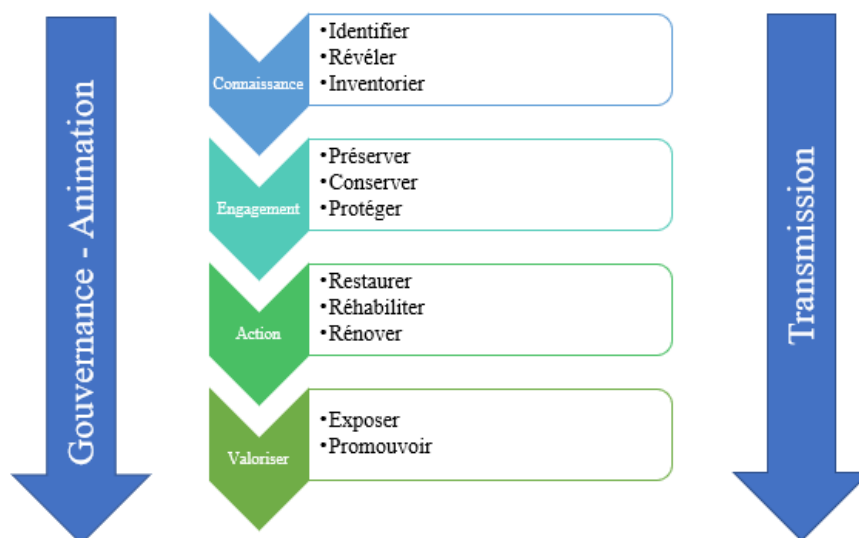 Gouvernance - Animation
Connaissance
•Identifier
•Révéler
•Inventorier
Engagement
•Préserver
•Conserver
•Protéger
Action
•Restaurer
•Réhabiliter
•Rénover
Valoriser
•Exposer
•Promouvoir
Transmission